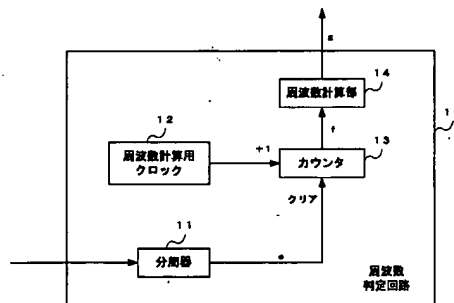 14
周波数計算部
f
12
周波数計算用
クロック
+1
13
カウンタ
クリア
11
分周器
e
周波数
判定回路
1